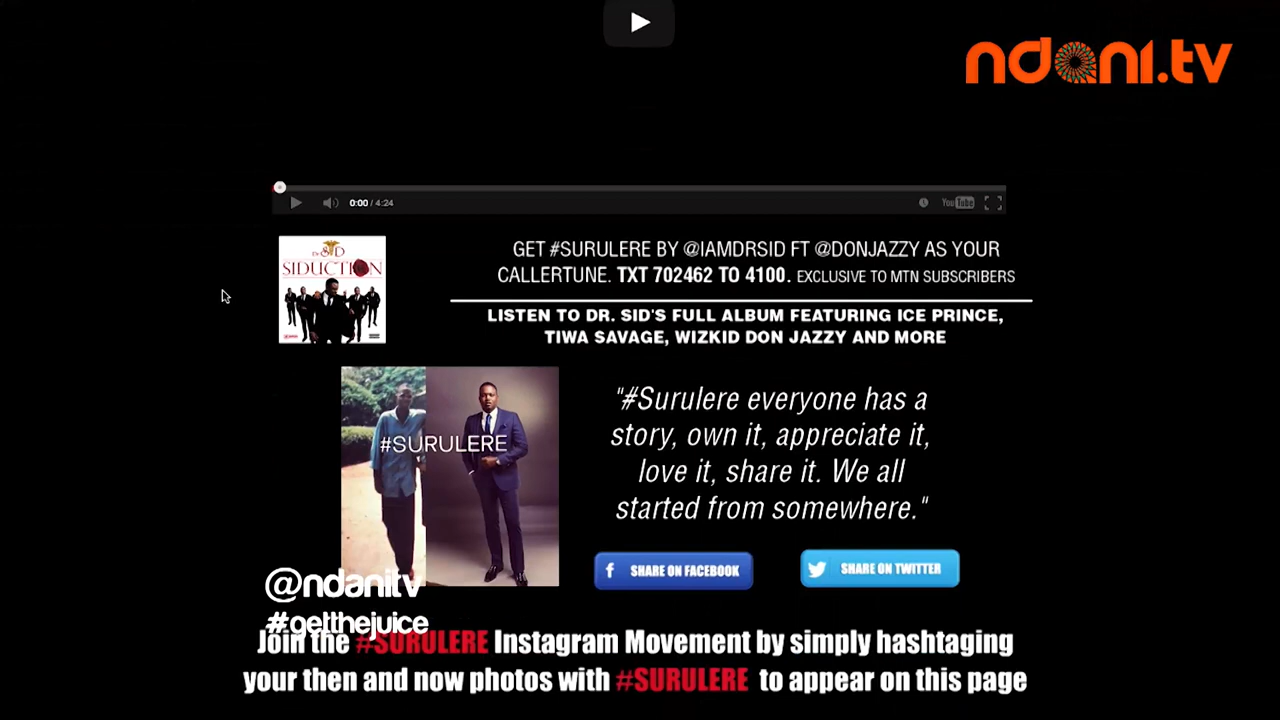 ndani.tv
0:00 / 4:24
YouTube
GET #SURULERE BY @IAMDRSID FT @DONJAZZY AS YOUR
CALLERTUNE. TXT 702462 TO 4100. EXCLUSIVE TO MTN SUBSCRIBERS
Dr SID
SIDUCTION
LISTEN TO DR. SID'S FULL ALBUM FEATURING ICE PRINCE,
TIWA SAVAGE, WIZKID DON JAZZY AND MORE
#SURULERE
"#Surulere everyone has a
story, own it, appreciate it,
love it, share it. We all
started from somewhere."
f SHARE ON FACEBOOK
SHARE ON TWITTER
@ndanitv
#getthejuice
Join the #SURULERE Instagram Movement by simply hashtaging
your then and now photos with #SURULERE to appear on this page